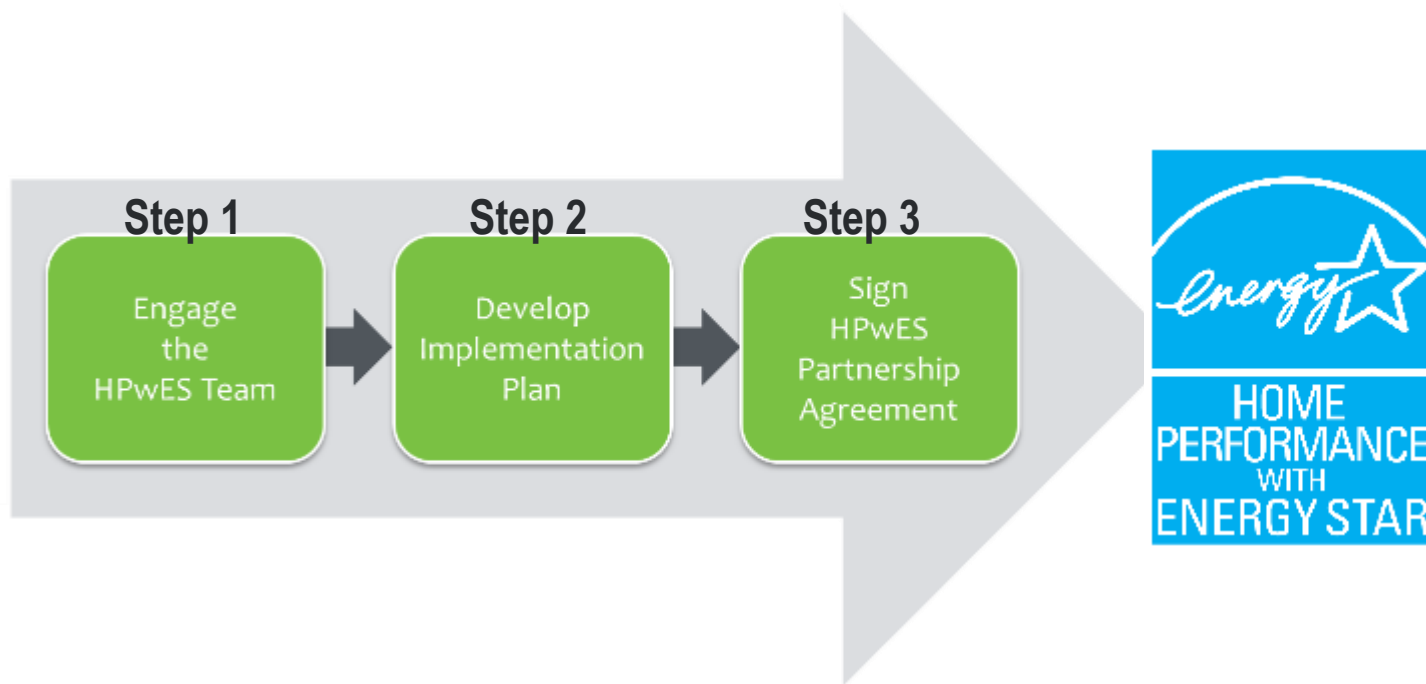 Step 1
Engage
the
HPwES Team
Step 2
Develop
Implementation
Plan
Step 3
Sign
HPwES
Partnership
Agreement
energy
HOME
PERFORMANCE
WITH
ENERGY STAR